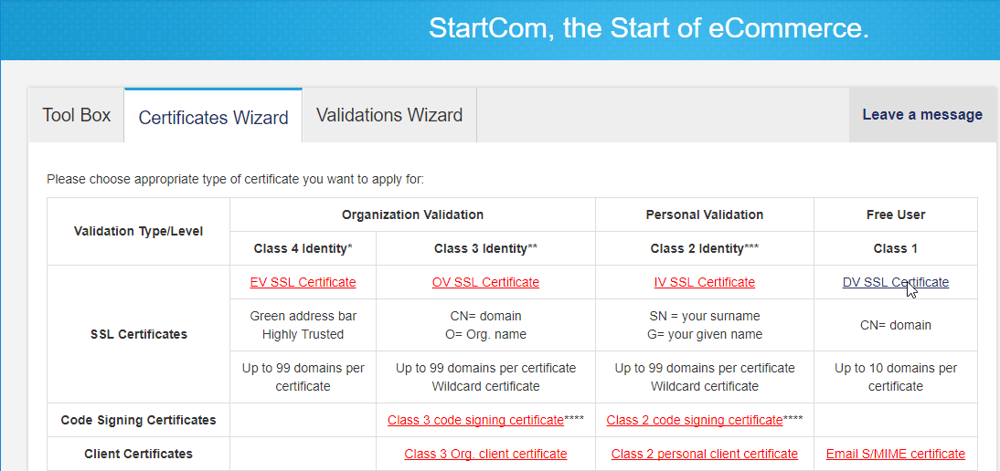 StartCom, the Start of eCommerce.
Tool Box
Certificates Wizard
Validations Wizard
Leave a message
Please choose appropriate type of certificate you want to apply for:
Validation Type/Level
Organization Validation
Personal Validation
Free User
Class 4 Identity*
Class 3 Identity**
Class 2 Identity***
Class 1
SSL Certificates
EV SSL Certificate
OV SSL Certificate
IV SSL Certificate
DV SSL Certificate
Green address bar
Highly Trusted
CN= domain
O= Org. name
SN = your surname
G= your given name
CN= domain
Up to 99 domains per
certificate
Up to 99 domains per certificate
Wildcard certificate
Up to 99 domains per certificate
Wildcard certificate
Up to 10 domains per
certificate
Code Signing Certificates
Class 3 code signing certificate****
Class 2 code signing certificate****
Client Certificates
Class 3 Org. client certificate
Class 2 personal client certificate
Email S/MIME certificate